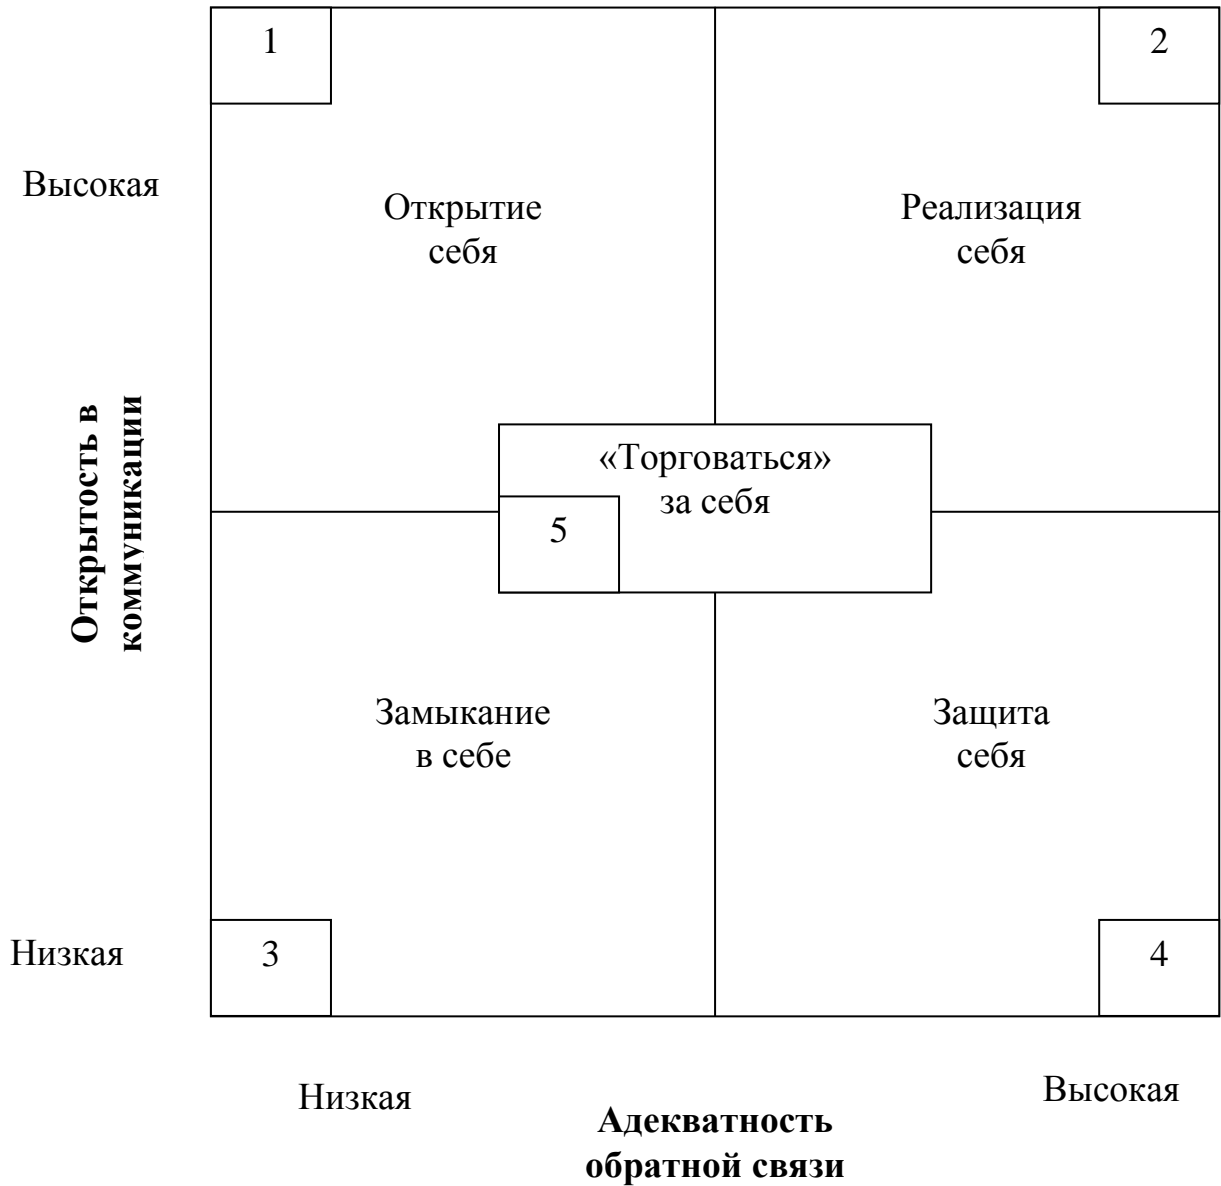 1
2
Высокая
Открытие
себя
Реализация
себя
Открытость в
коммуникации
«Торговаться»
за себя
5
Замыкание
в себе
Защита
себя
Низкая
3
4
Низкая
Высокая
Адекватность
обратной связи